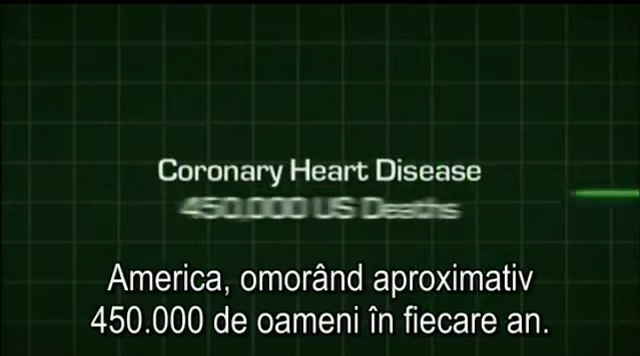 Coronary Heart Disease
450,000 US Deaths
America, omorând aproximativ
450.000 de oameni în fiecare an.